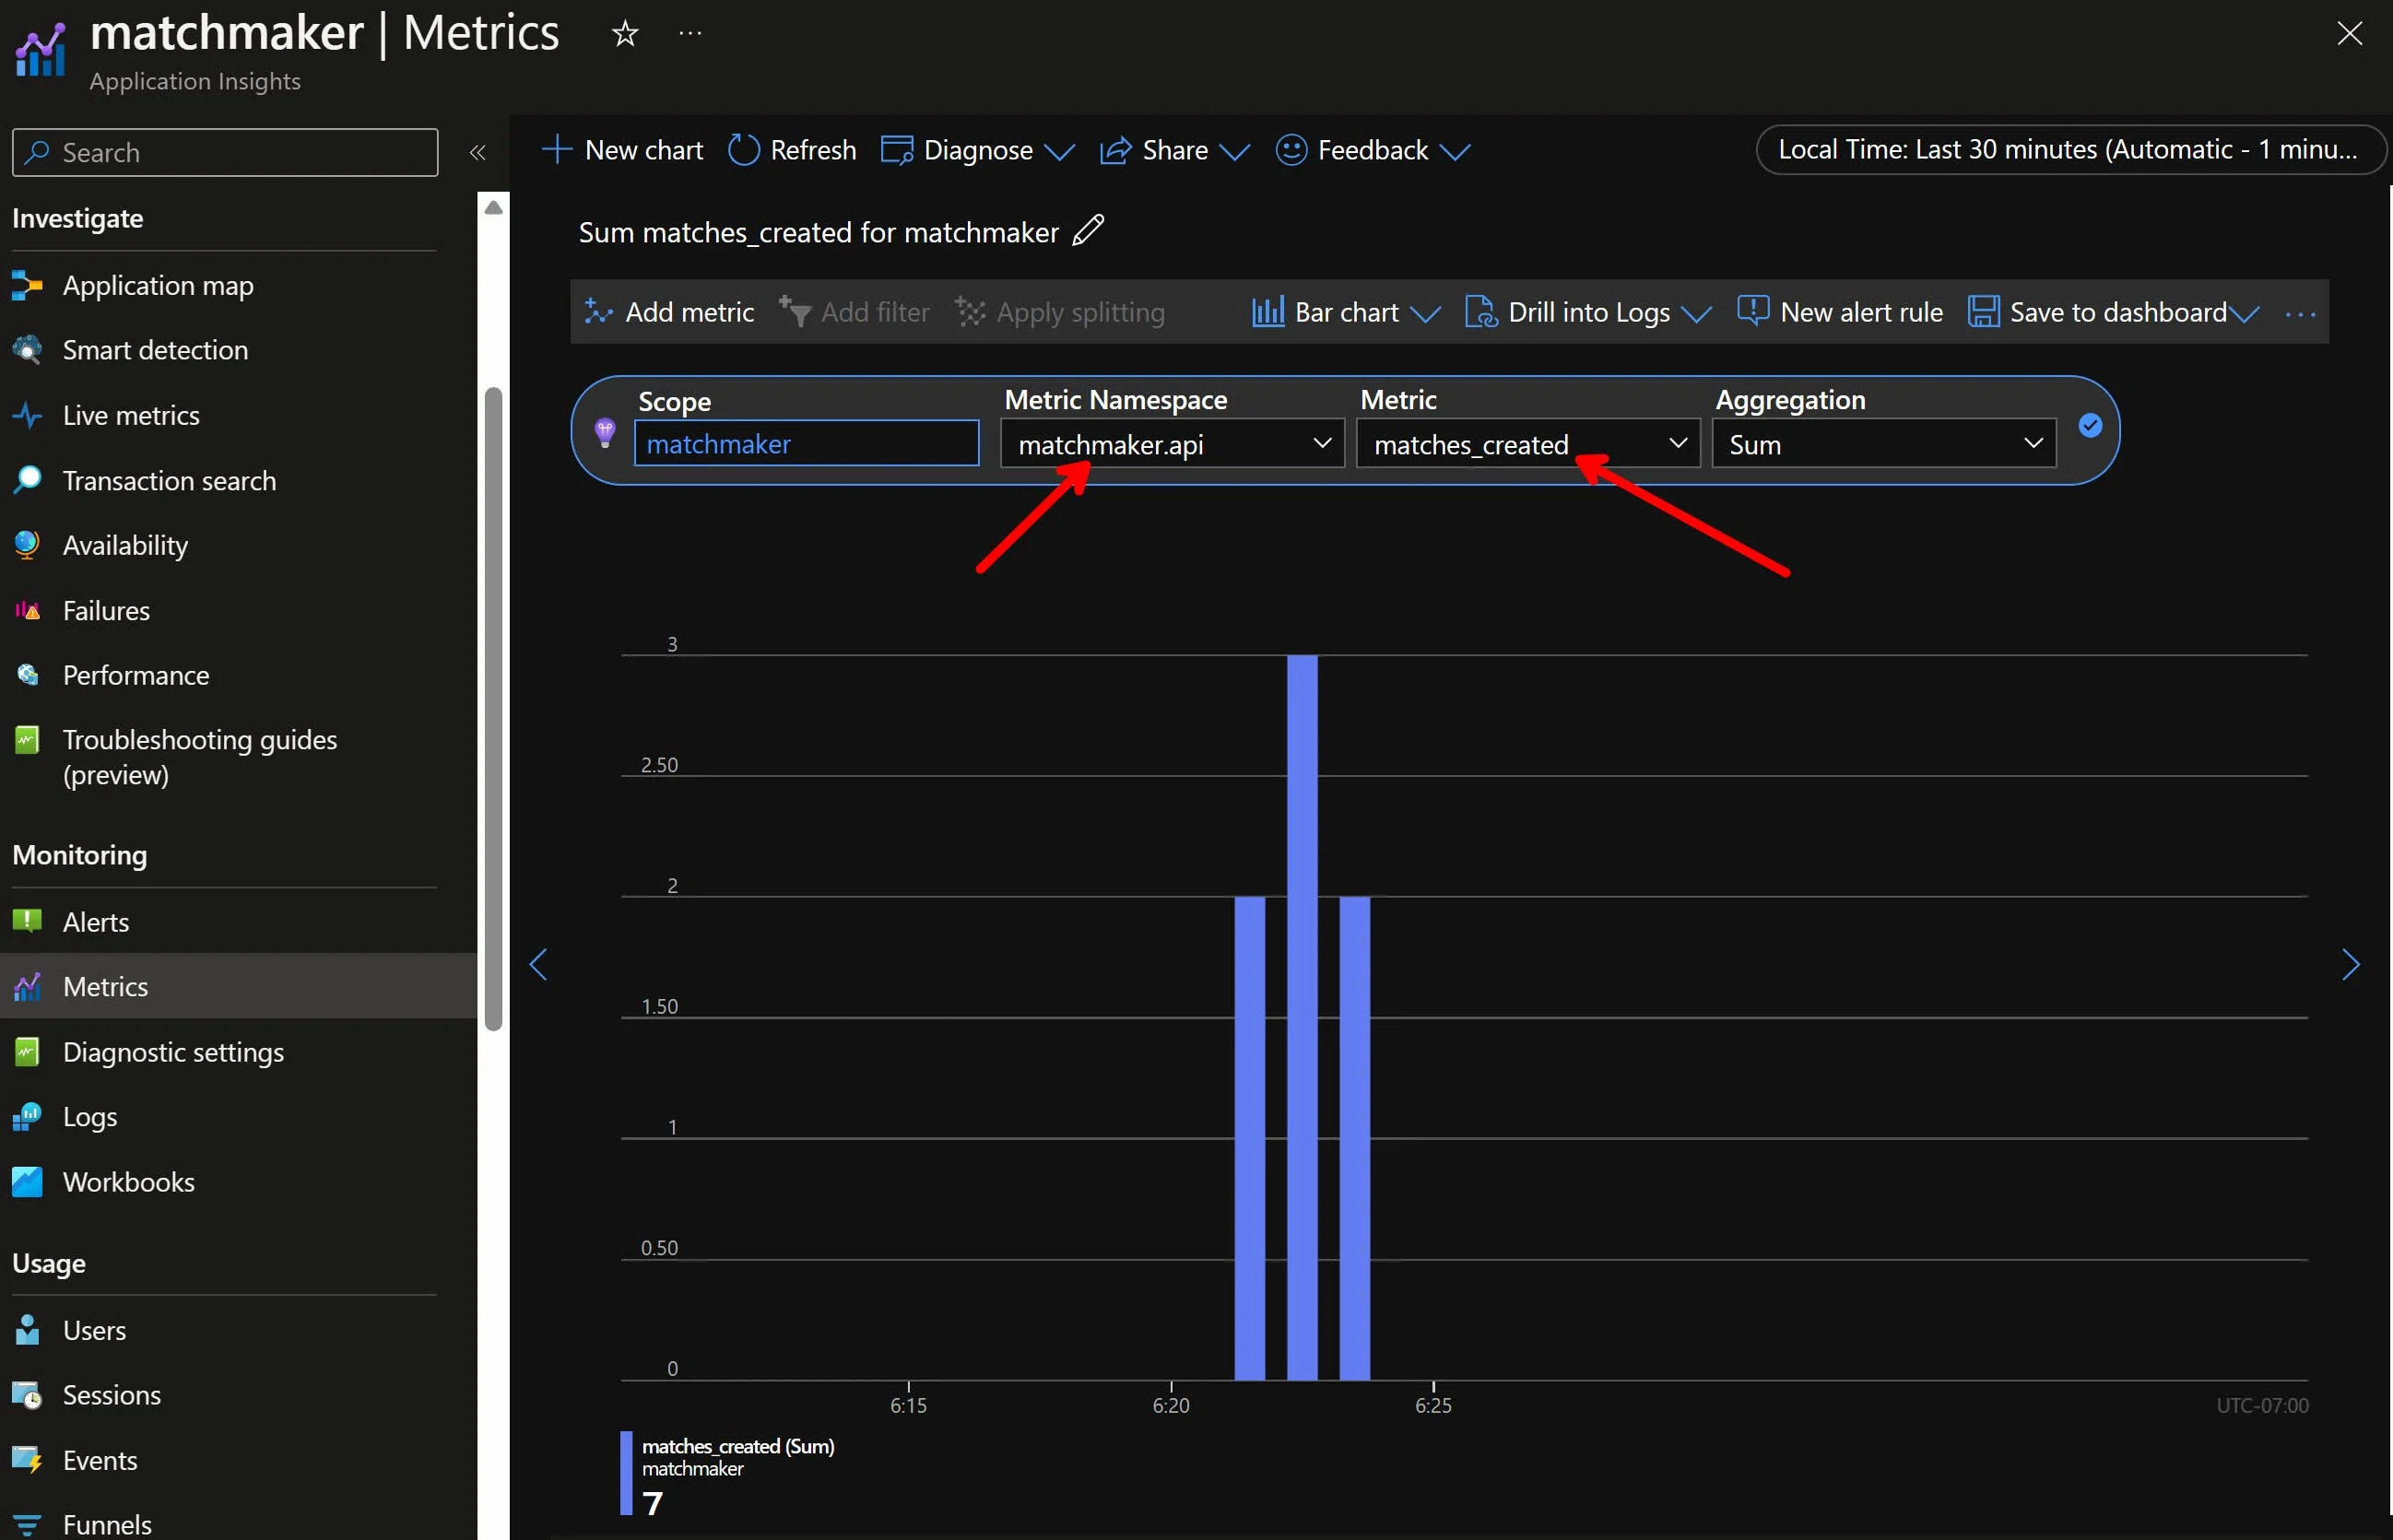 matchmaker | Metrics
Application Insights
Search
Investigate
Application map
Smart detection
Live metrics
Transaction search
Availability
Failures
Performance
Troubleshooting guides
(preview)
Monitoring
Alerts
Metrics
Diagnostic settings
Logs
Workbooks
Usage
Users
Sessions
Events
Funnels
New chart Refresh Diagnose Share Feedback Local Time: Last 30 minutes (Automatic - 1 minu...
Sum matches_created for matchmaker
Add metric Add filter Apply splitting Bar chart Drill into Logs New alert rule Save to dashboard
Scope Metric Namespace Metric Aggregation
matchmaker matchmaker.api matches_created Sum
3
2.50
2
1.50
1
0.50
0
6:15 6:20 6:25 UTC-07:00
matches_created (Sum)
matchmaker
7